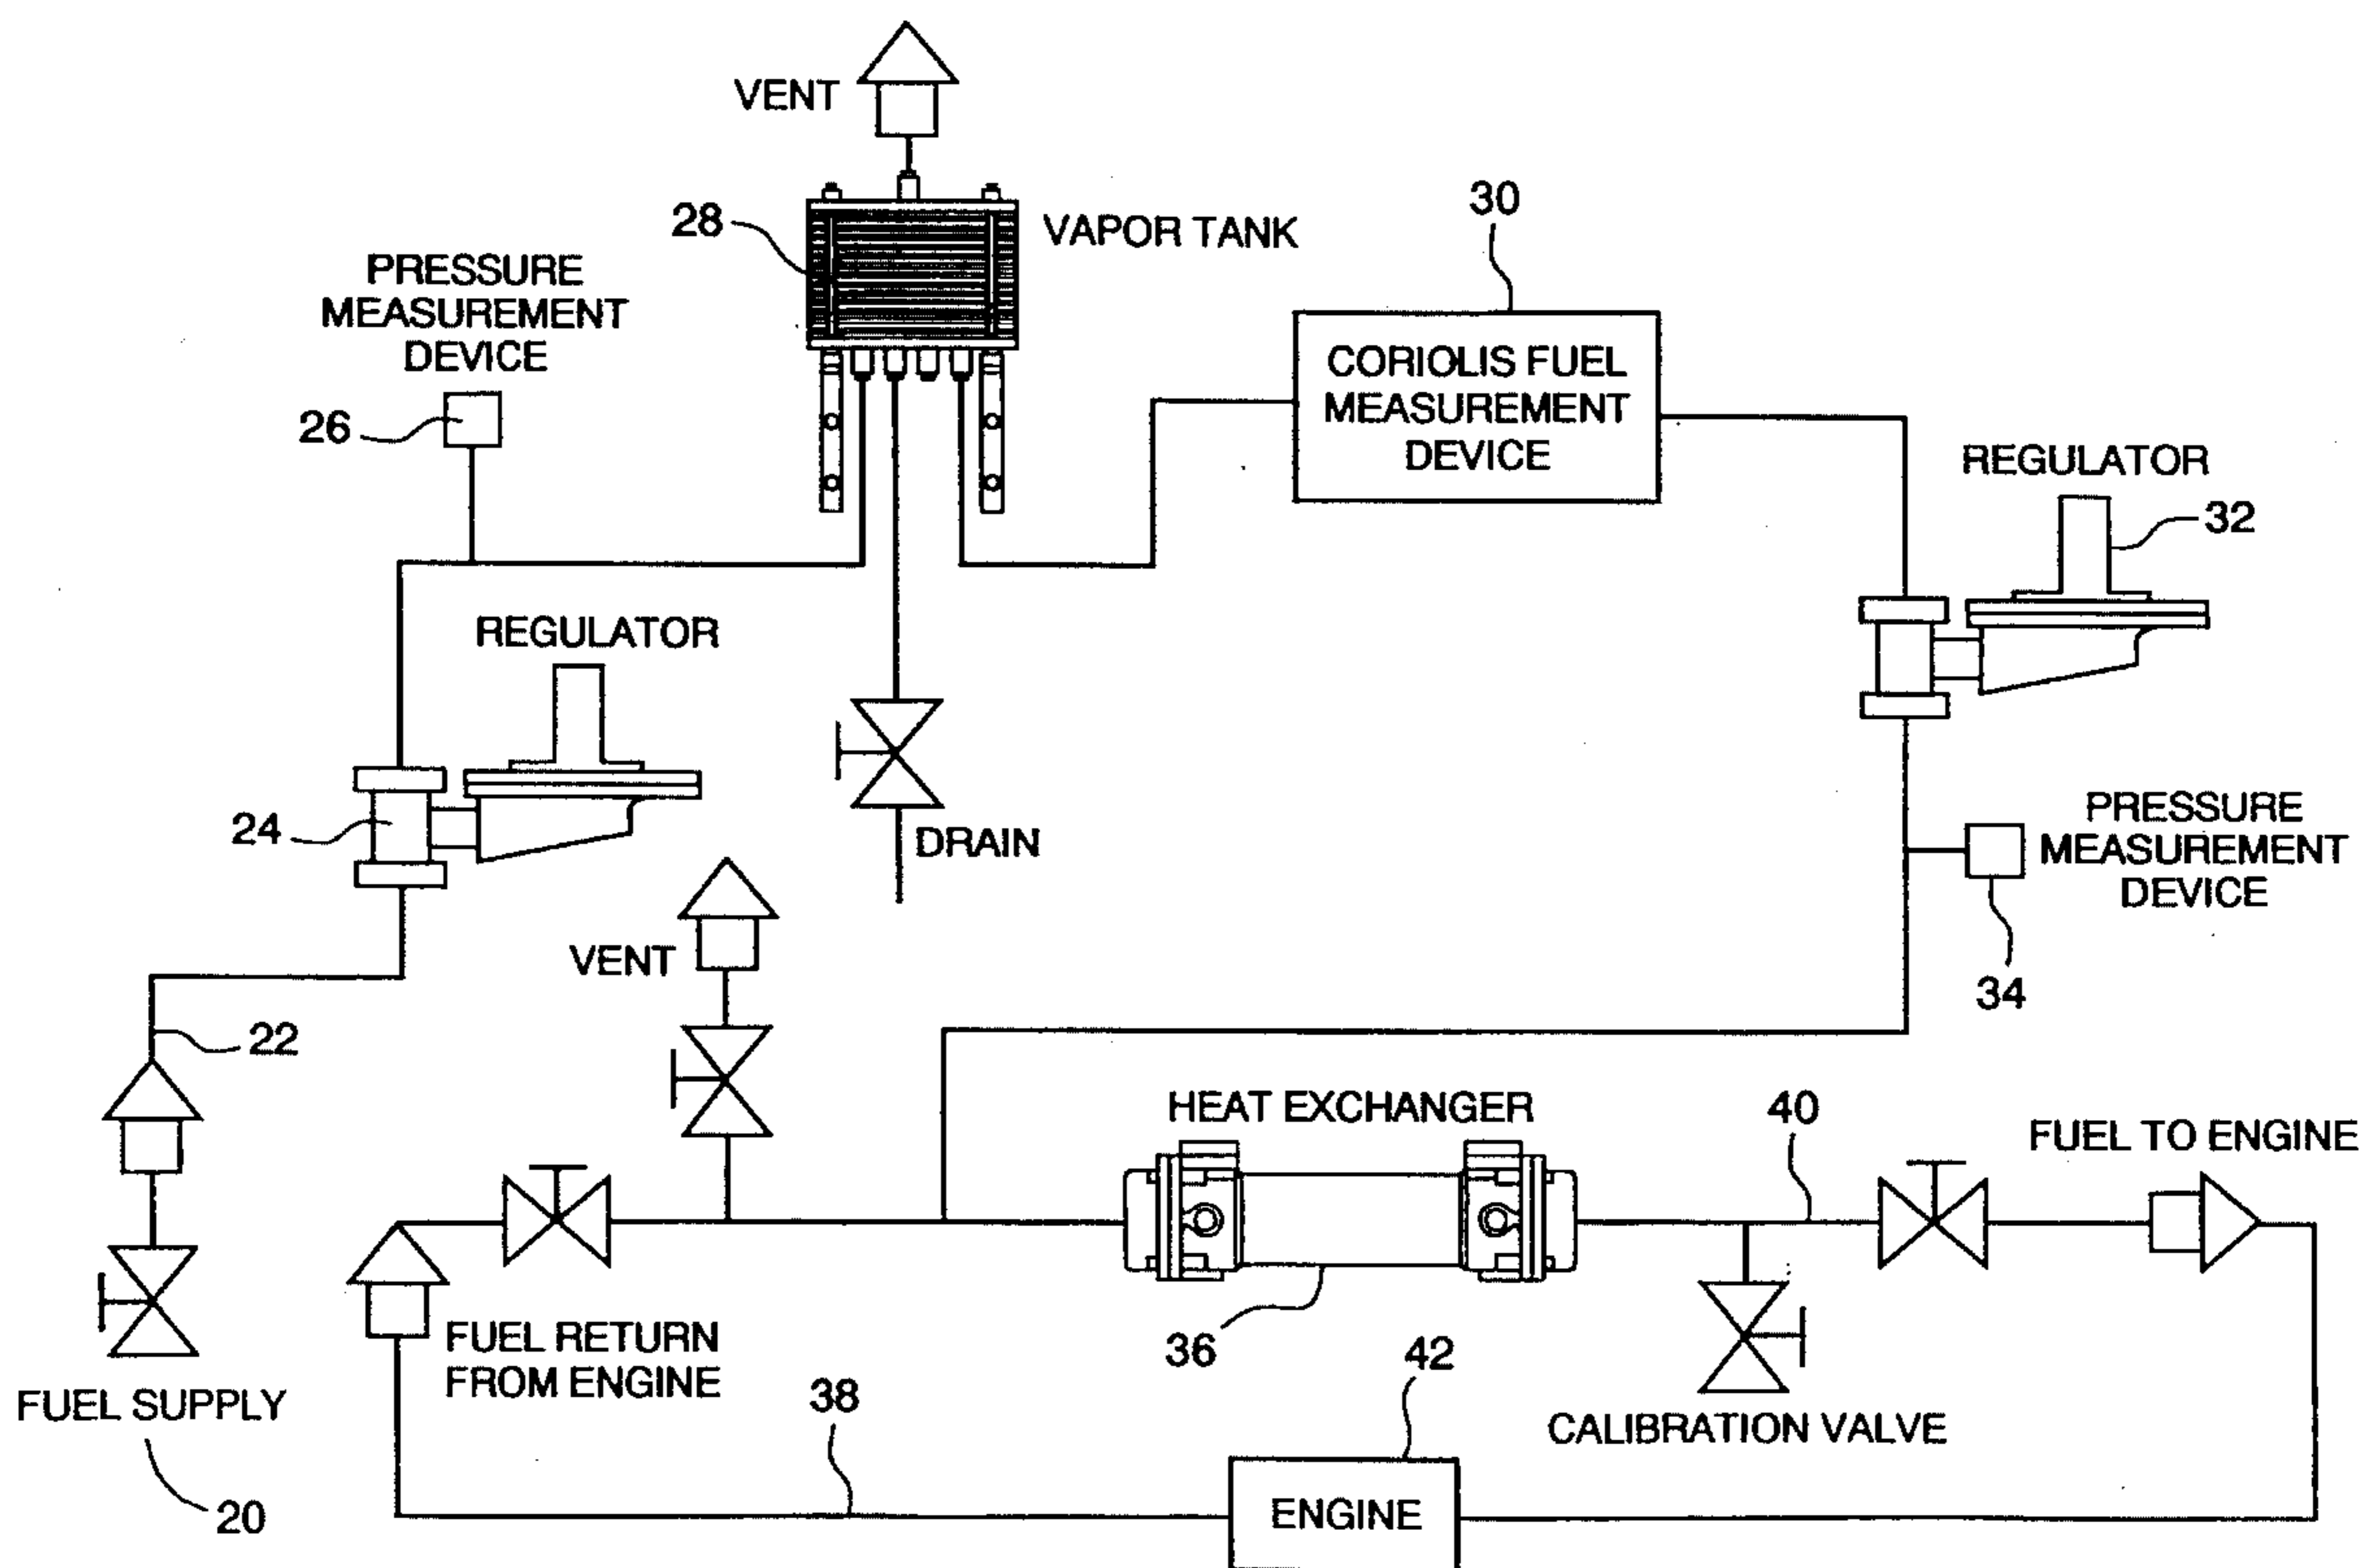 VENT
28
VAPOR TANK
30
PRESSURE
MEASUREMENT
DEVICE
26
CORIOLIS FUEL
MEASUREMENT
DEVICE
REGULATOR
32
REGULATOR
24
DRAIN
PRESSURE
MEASUREMENT
DEVICE
34
VENT
22
HEAT EXCHANGER
40
FUEL TO ENGINE
FUEL RETURN
FROM ENGINE
36
42
FUEL SUPPLY
20
38
CALIBRATION VALVE
ENGINE